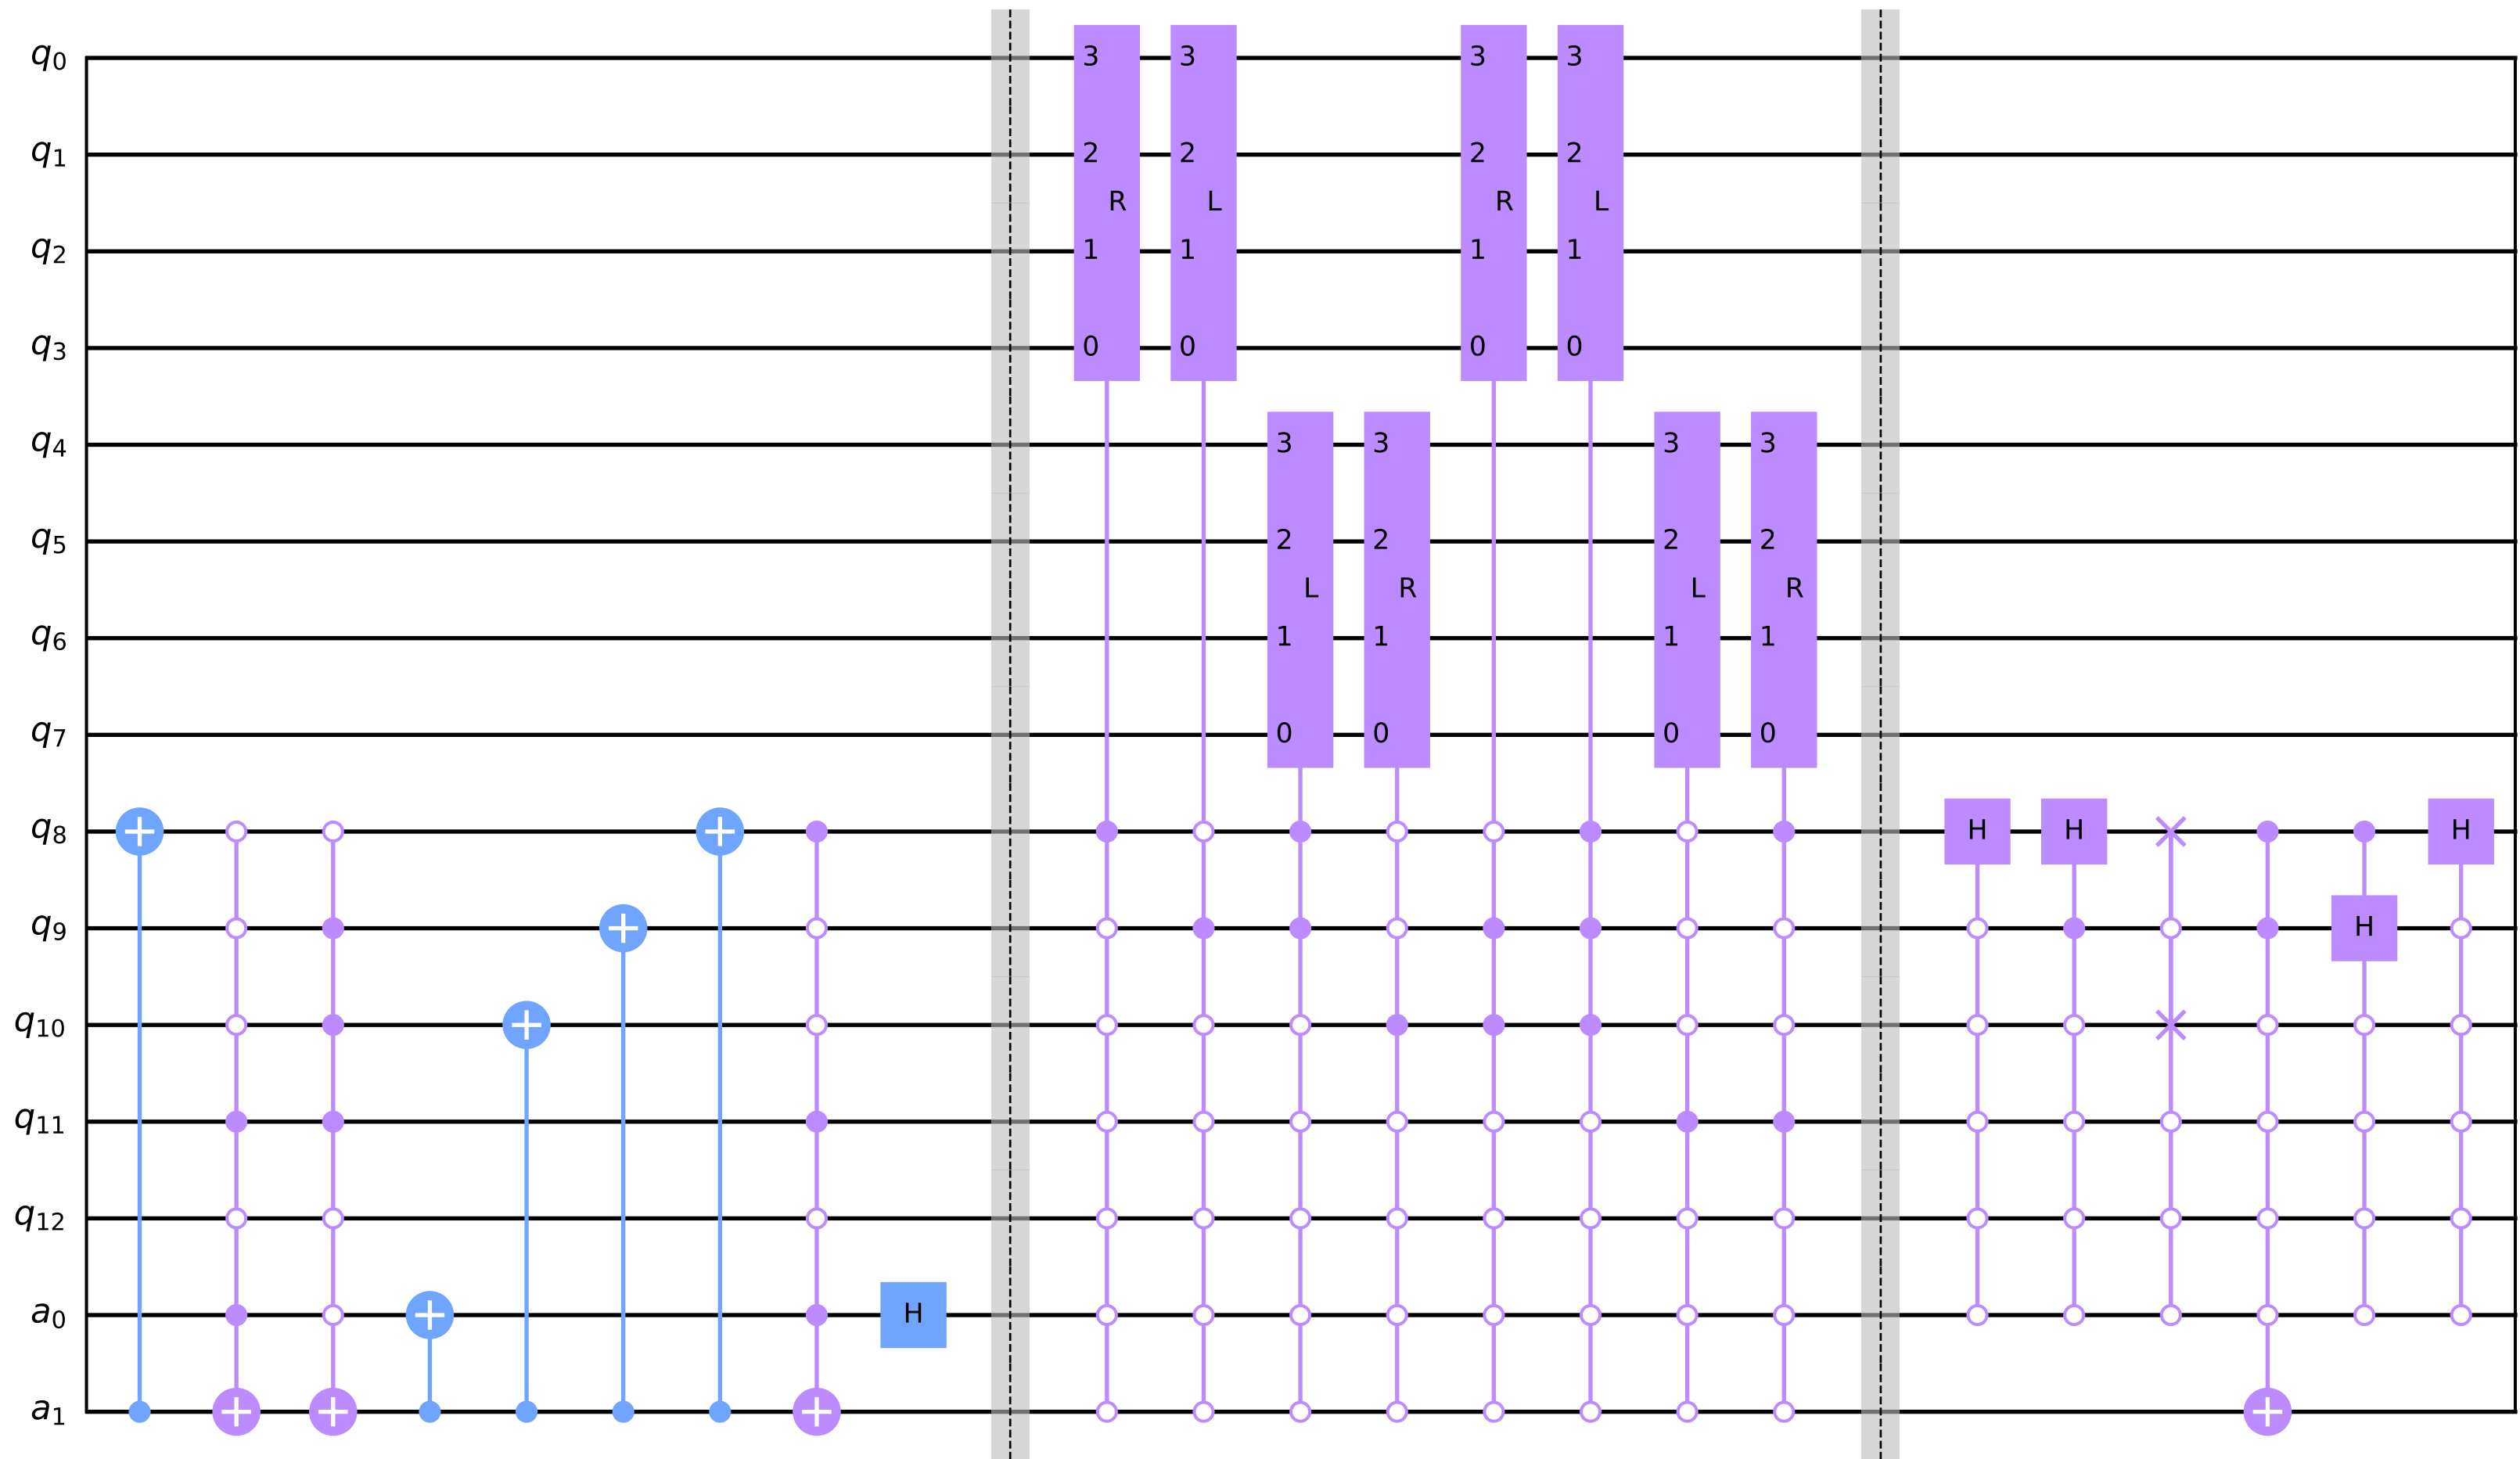 q0 3 3 3 3
q1 2 2 2 2
R L R L
q2 1 1 1 1
q3 0 0 0 0
q4 3 3 3 3
q5 2 2 2 2
L R L R
q6 1 1 1 1
q7 0 0 0 0
q8 H H H
q9 H
q10
q11
q12
a0 H
a1